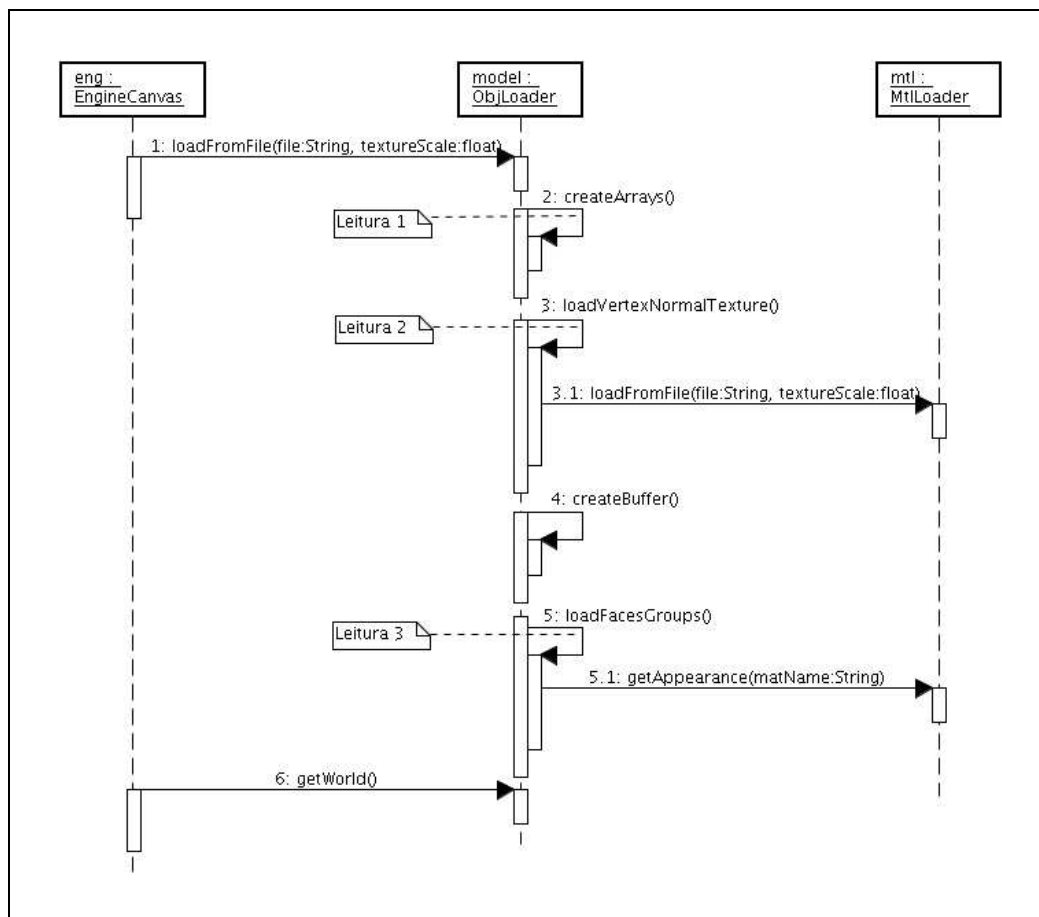 eng :
EngineCanvas
model :
ObjLoader
mtl :
MtlLoader
1: loadFromFile(file:String, textureScale:float)
2: createArrays()
Leitura 1
3: loadVertexNormalTexture()
Leitura 2
3.1: loadFromFile(file:String, textureScale:float)
4: createBuffer()
5: loadFacesGroups()
Leitura 3
5.1: getAppearance(matName:String)
6: getWorld()